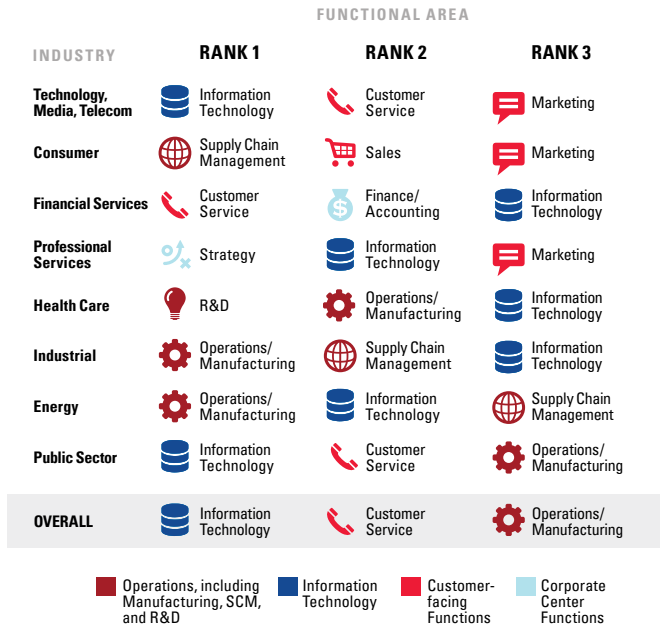 FUNCTIONAL AREA
INDUSTRY RANK 1 RANK 2 RANK 3
Technology,
Media, Telecom
Information
Technology
Customer
Service
Marketing
Consumer
Supply Chain
Management
Sales
Marketing
Financial Services
Customer
Service
Finance/
Accounting
Information
Technology
Professional
Services
Strategy
Information
Technology
Marketing
Health Care
R&D
Operations/
Manufacturing
Information
Technology
Industrial
Operations/
Manufacturing
Supply Chain
Management
Information
Technology
Energy
Operations/
Manufacturing
Information
Technology
Supply Chain
Management
Public Sector
Information
Technology
Customer
Service
Operations/
Manufacturing
OVERALL
Information
Technology
Customer
Service
Operations/
Manufacturing
Operations, including
Manufacturing, SCM,
and R&D
Information
Technology
Customer-
facing
Functions
Corporate
Center
Functions